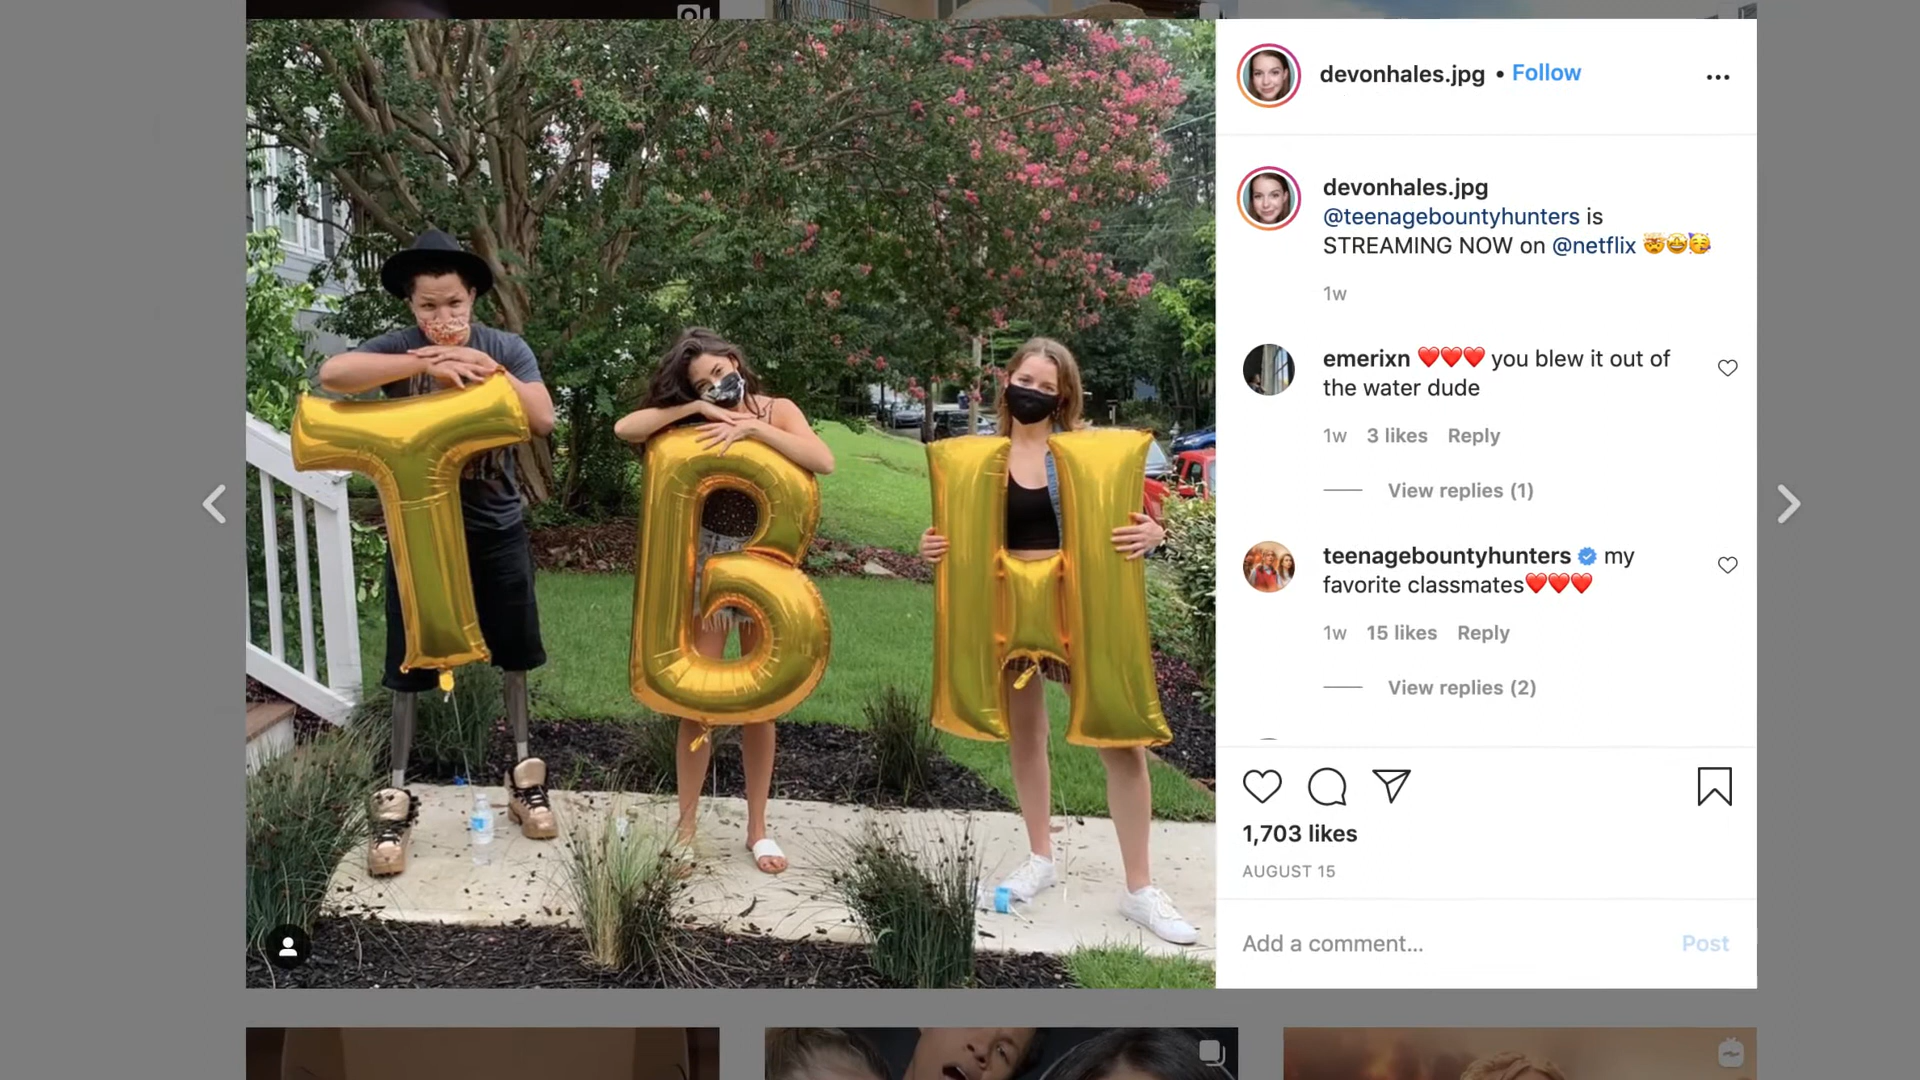 TBH
devonhales.jpg • Follow
devonhales.jpg
@teenagebountyhunters is
STREAMING NOW on @netflix 🤯🤩🥳
1w
emerixn ❤️❤️❤️ you blew it out of
the water dude
1w 3 likes Reply
View replies (1)
teenagebountyhunters my
favorite classmates❤️❤️❤️
1w 15 likes Reply
View replies (2)
1,703 likes
AUGUST 15
Add a comment... Post